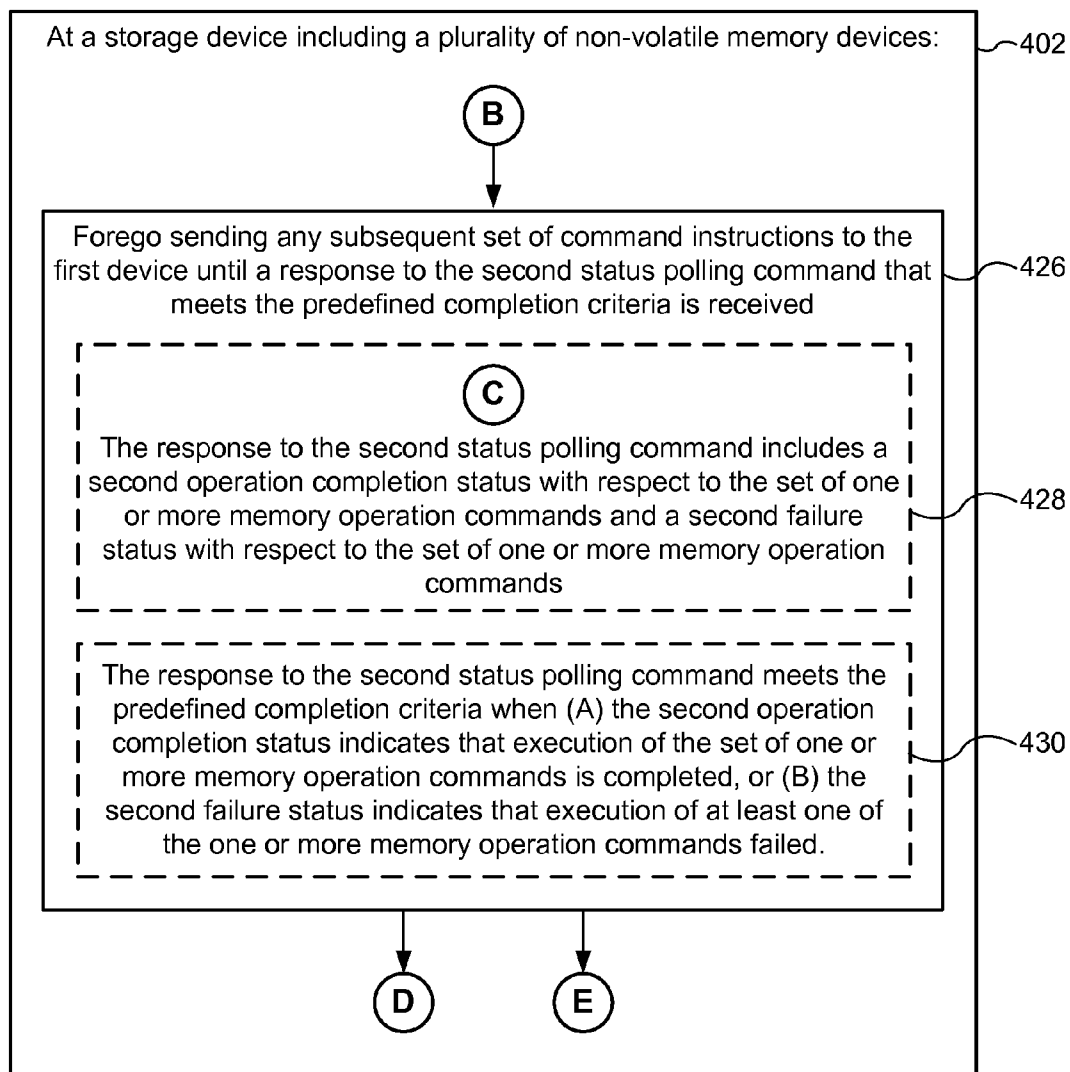 At a storage device including a plurality of non-volatile memory devices:
402
B
Forego sending any subsequent set of command instructions to the
first device until a response to the second status polling command that
meets the predefined completion criteria is received
426
C
The response to the second status polling command includes a
second operation completion status with respect to the set of one
or more memory operation commands and a second failure
status with respect to the set of one or more memory operation
commands
428
The response to the second status polling command meets the
predefined completion criteria when (A) the second operation
completion status indicates that execution of the set of one or
more memory operation commands is completed, or (B) the
second failure status indicates that execution of at least one of
the one or more memory operation commands failed.
430
D
E